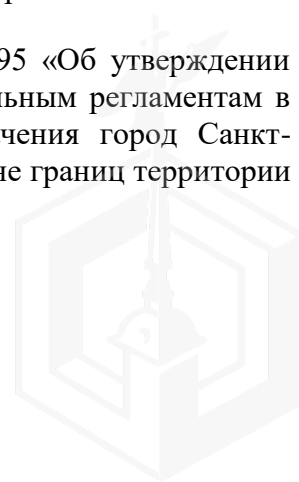 95 «Об утверждении
льным регламентам в
чения город Санкт-
не границ территории